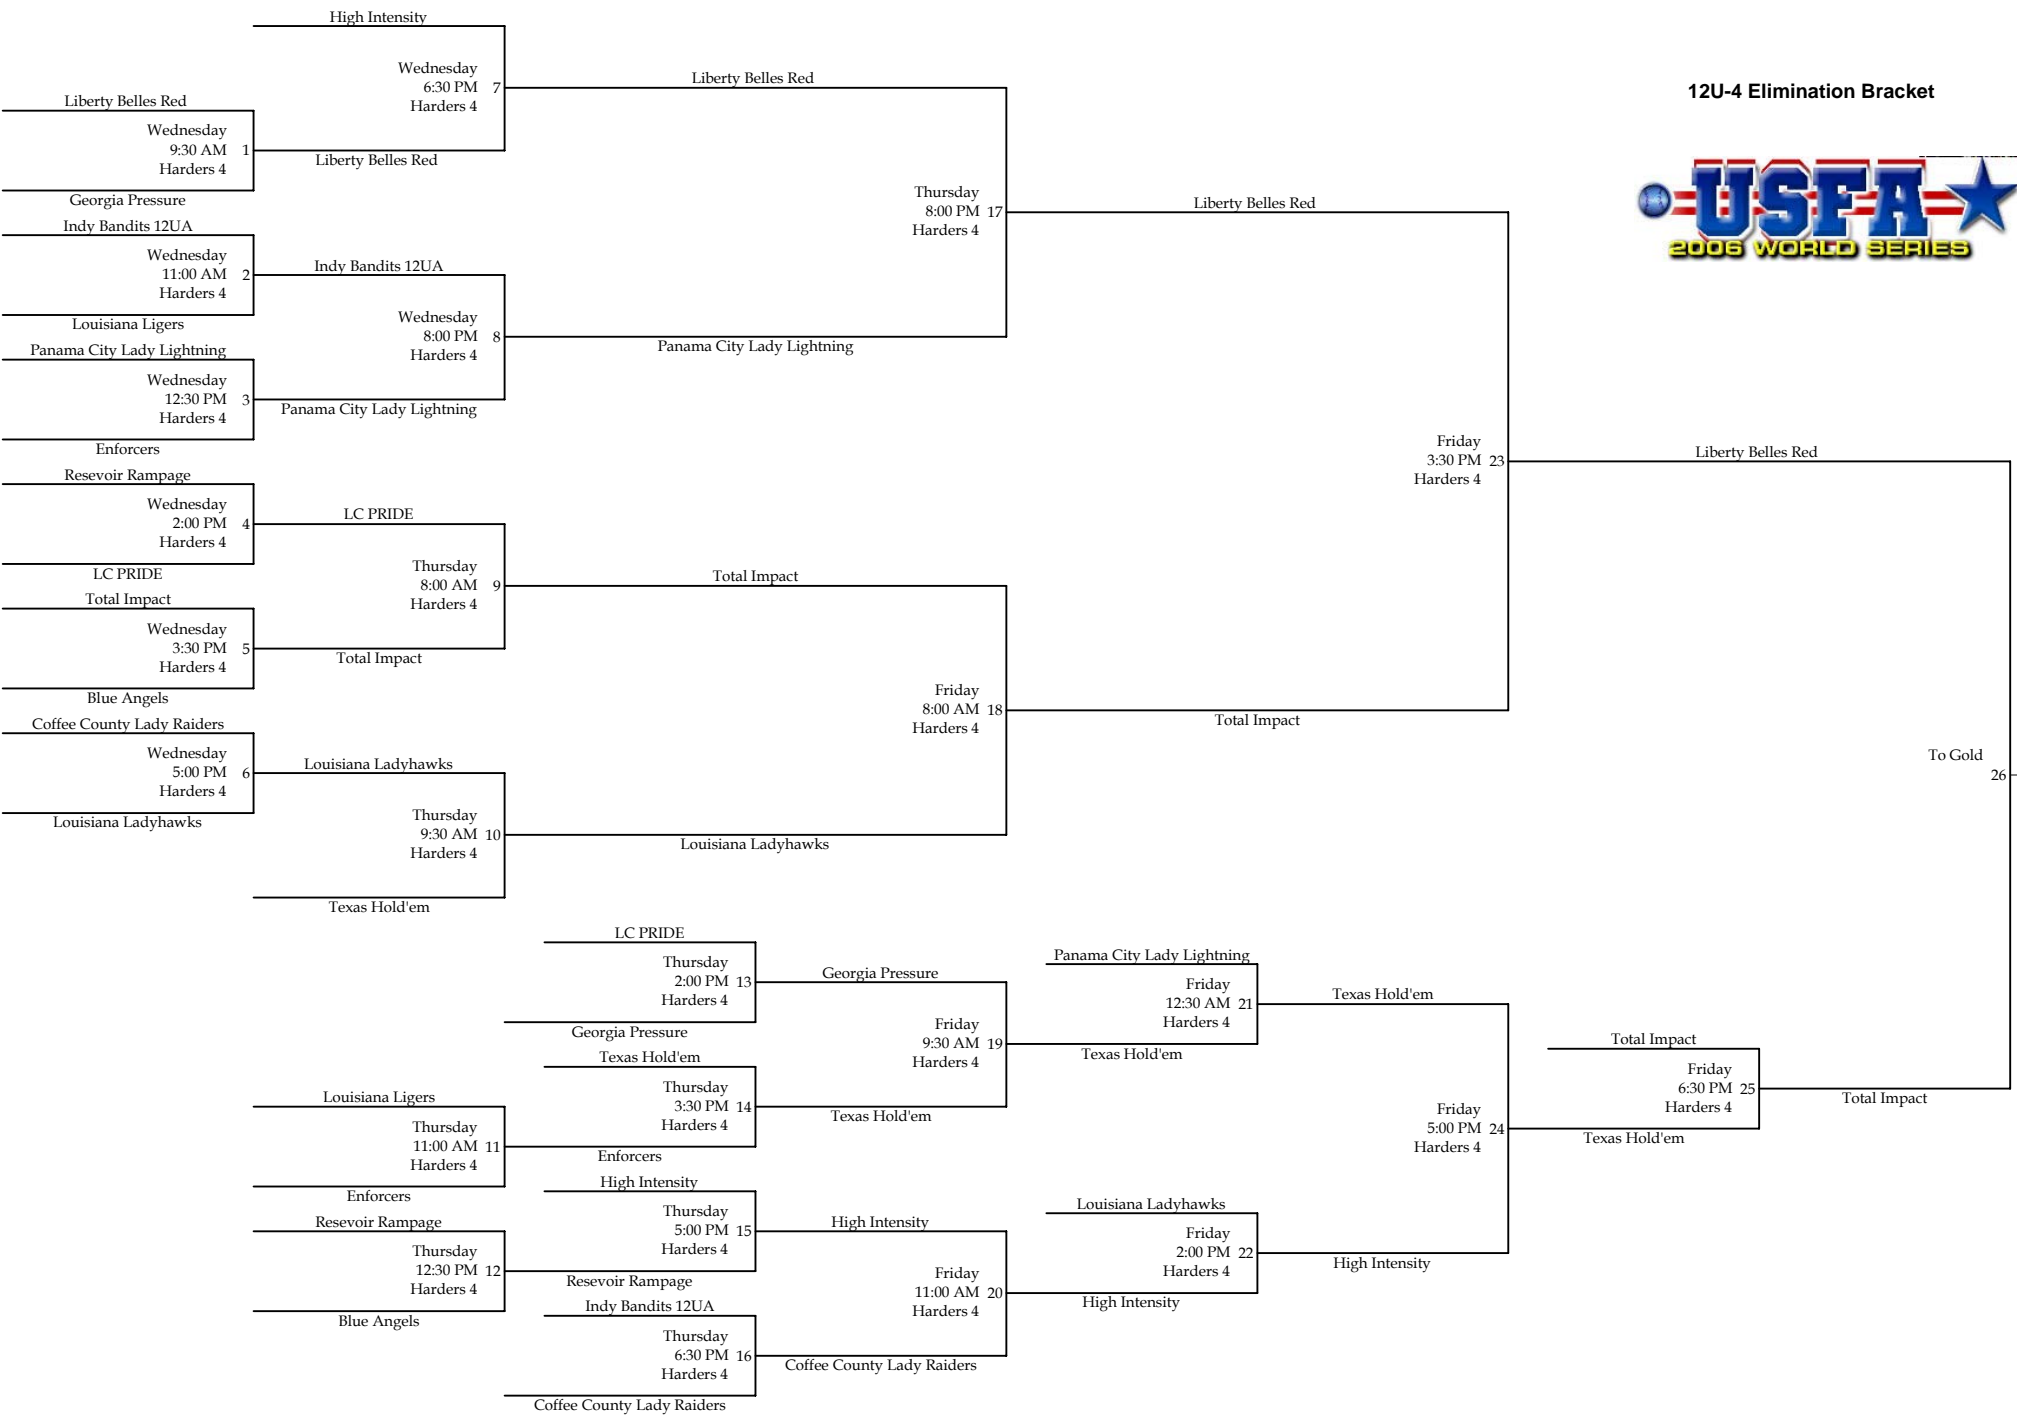 High Intensity
Wednesday
6:30 PM 7
Harders 4
Liberty Belles Red
12U-4 Elimination Bracket
Liberty Belles Red
Wednesday
9:30 AM 1
Harders 4
Liberty Belles Red
Georgia Pressure
USFA
2006 WORLD SERIES
Thursday
8:00 PM 17
Harders 4
Liberty Belles Red
Indy Bandits 12UA
Wednesday
11:00 AM 2
Harders 4
Indy Bandits 12UA
Louisiana Ligers
Wednesday
8:00 PM 8
Harders 4
Panama City Lady Lightning
Panama City Lady Lightning
Wednesday
12:30 PM 3
Harders 4
Panama City Lady Lightning
Enforcers
Friday
3:30 PM 23
Harders 4
Liberty Belles Red
Resevoir Rampage
Wednesday
2:00 PM 4
Harders 4
LC PRIDE
LC PRIDE
Thursday
8:00 AM 9
Harders 4
Total Impact
Total Impact
Wednesday
3:30 PM 5
Harders 4
Total Impact
Blue Angels
Friday
8:00 AM 18
Harders 4
Total Impact
Coffee County Lady Raiders
Wednesday
5:00 PM 6
Harders 4
Louisiana Ladyhawks
Louisiana Ladyhawks
To Gold
26
Thursday
9:30 AM 10
Harders 4
Louisiana Ladyhawks
Texas Hold'em
LC PRIDE
Thursday
2:00 PM 13
Harders 4
Georgia Pressure
Georgia Pressure
Panama City Lady Lightning
Friday
12:30 AM 21
Harders 4
Texas Hold'em
Friday
9:30 AM 19
Harders 4
Texas Hold'em
Texas Hold'em
Thursday
3:30 PM 14
Harders 4
Texas Hold'em
Total Impact
Friday
6:30 PM 25
Harders 4
Total Impact
Louisiana Ligers
Thursday
11:00 AM 11
Harders 4
Enforcers
Enforcers
Friday
5:00 PM 24
Harders 4
Texas Hold'em
High Intensity
Thursday
5:00 PM 15
Harders 4
High Intensity
Louisiana Ladyhawks
Friday
2:00 PM 22
Harders 4
High Intensity
Resevoir Rampage
Thursday
12:30 PM 12
Harders 4
Resevoir Rampage
Blue Angels
Friday
11:00 AM 20
Harders 4
High Intensity
Indy Bandits 12UA
Thursday
6:30 PM 16
Harders 4
Coffee County Lady Raiders
Coffee County Lady Raiders